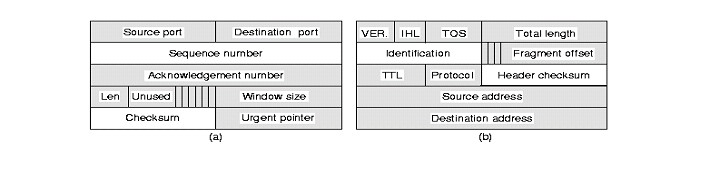 Source port Destination port
Sequence number
Acknowledgement number
Len Unused Window size
Checksum Urgent pointer
(a)
VER. IHL TOS Total length
Identification Fragment offset
TTL Protocol Header checksum
Source address
Destination address
(b)